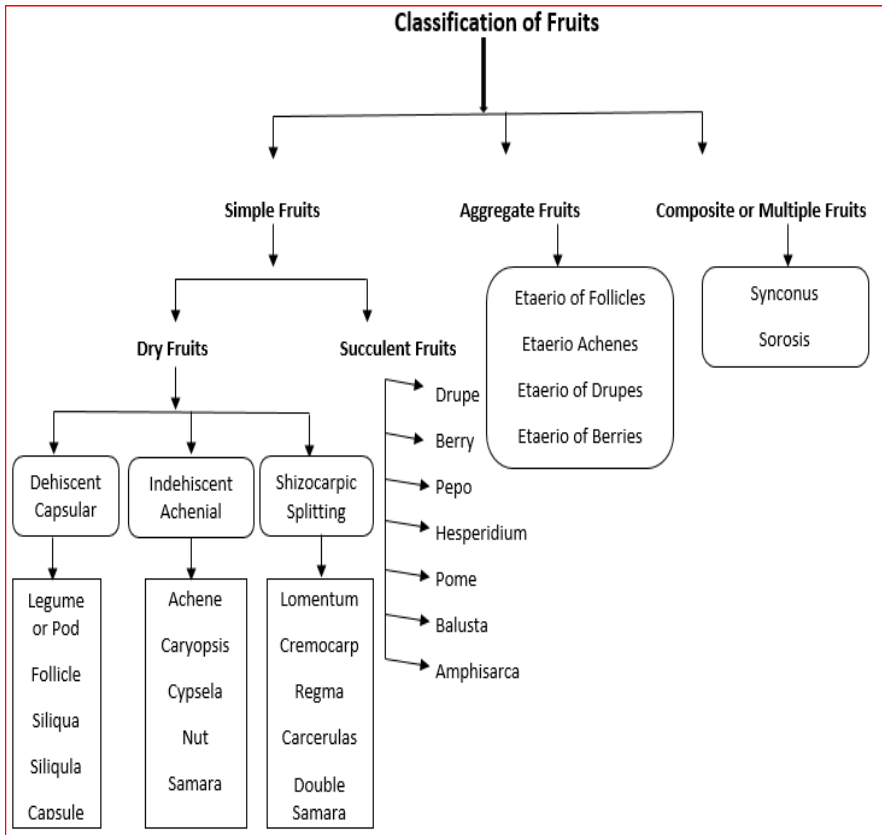 Classification of Fruits
Simple Fruits
Aggregate Fruits
Composite or Multiple Fruits
Etaerio of Follicles
Etaerio Achenes
Etaerio of Drupes
Etaerio of Berries
Synconus
Sorosis
Dry Fruits
Succulent Fruits
Drupe
Berry
Pepo
Hesperidium
Pome
Balusta
Amphisarca
Dehiscent
Capsular
Indehiscent
Achenial
Shizocarpic
Splitting
Legume
or Pod
Follicle
Siliqua
Siliqula
Capsule
Achene
Caryopsis
Cypsela
Nut
Samara
Lomentum
Cremocarp
Regma
Carcerulas
Double
Samara